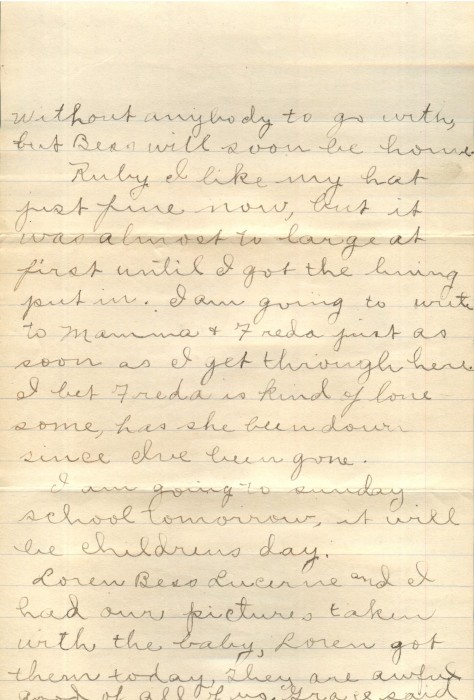 without anybody to go with,
but Bess will soon be home
Ruby I like my hat
just fine now, but it
was almost to large at
first until I got the lining
put in. I am going to write
to Mamma & Freda just as
soon as I get through here
I bet Freda is kind of lone
some, has she been down
since Ive been gone.
I am going to sunday
school tomorrow, it will
be childrens day.
Loren Bess Lucerne and I
had our pictures taken
with the baby, Loren got
them today, they are awful
good of all of us,